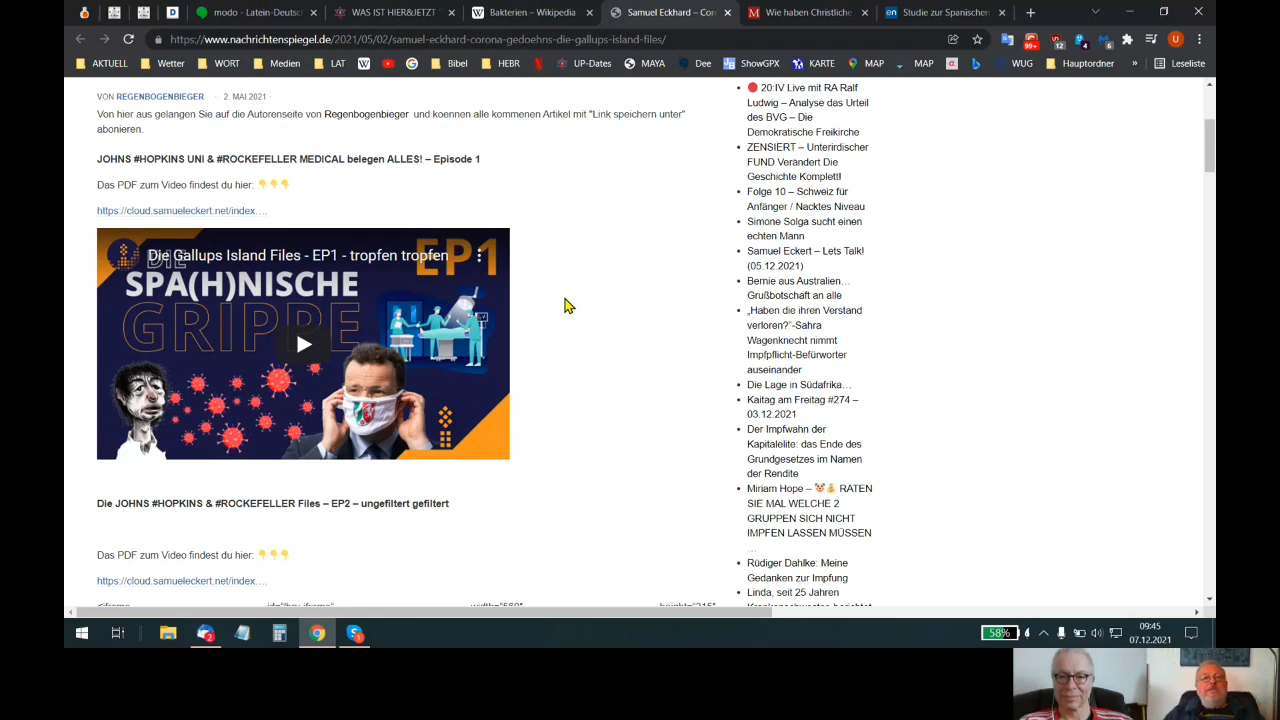 modo - Latein-Deutsc
WAS IST HIER&JETZT
Bakterien – Wikipedia
Samuel Eckhard – Coro
Wie haben Christliche
Studie zur Spanischen
https://www.nachrichtenspiegel.de/2021/05/02/samuel-eckhard-corona-gedoehns-die-gallups-island-files/
99+
12
4
6
U
AKTUELL
Wetter
WORT
Medien
LAT
Bibel
HEBR
UP-Dates
MAYA
Dee
ShowGPX
KARTE
MAP
MAP
WUG
Hauptordner
»
Leseliste
VON REGENBOGENBIEGER · 2. MAI 2021 ·
Von hier aus gelangen Sie auf die Autorenseite von Regenbogenbieger und koennen alle kommenen Artikel mit "Link speichern unter"
abonieren.
JOHNS #HOPKINS UNI & #ROCKEFELLER MEDICAL belegen ALLES! – Episode 1
Das PDF zum Video findest du hier: 👇👇👇
https://cloud.samueleckert.net/index….
Die Gallups Island Files - EP1 - tropfen tropfen
DIE
EP1
SPA(H)NISCHE
GRIPPE
Die JOHNS #HOPKINS & #ROCKEFELLER Files – EP2 – ungefiltert gefiltert
Das PDF zum Video findest du hier: 👇👇👇
https://cloud.samueleckert.net/index….
🔴 20:IV Live mit RA Ralf
Ludwig – Analyse das Urteil
des BVG – Die
Demokratische Freikirche
ZENSIERT – Unterirdischer
FUND Verändert Die
Geschichte Komplett!
Folge 10 – Schweiz für
Anfänger / Nacktes Niveau
Simone Solga sucht einen
echten Mann
Samuel Eckert – Lets Talk!
(05.12.2021)
Bernie aus Australien…
Grußbotschaft an alle
„Haben die ihren Verstand
verloren?"-Sahra
Wagenknecht nimmt
Impfpflicht-Befürworter
auseinander
Die Lage in Südafrika…
Kaitag am Freitag #274 –
03.12.2021
Der Impfwahn der
Kapitalelite: das Ende des
Grundgesetzes im Namen
der Rendite
Miriam Hope – 🤡💰 RATEN
SIE MAL WELCHE 2
GRUPPEN SICH NICHT
IMPFEN LASSEN MÜSSEN
…
Rüdiger Dahlke: Meine
Gedanken zur Impfung
Linda, seit 25 Jahren
58%
09:45
07.12.2021